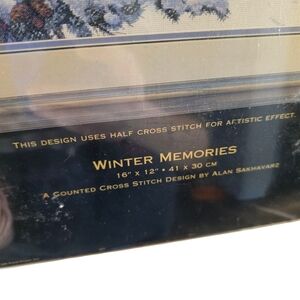 THIS DESIGN USES HALF CROSS STITCH FOR ARTISTIC EFFECT.
WINTER MEMORIES
16" X 12" • 41 X 30 CM
A COUNTED CROSS STITCH DESIGN BY ALAN SAKHAVARZ